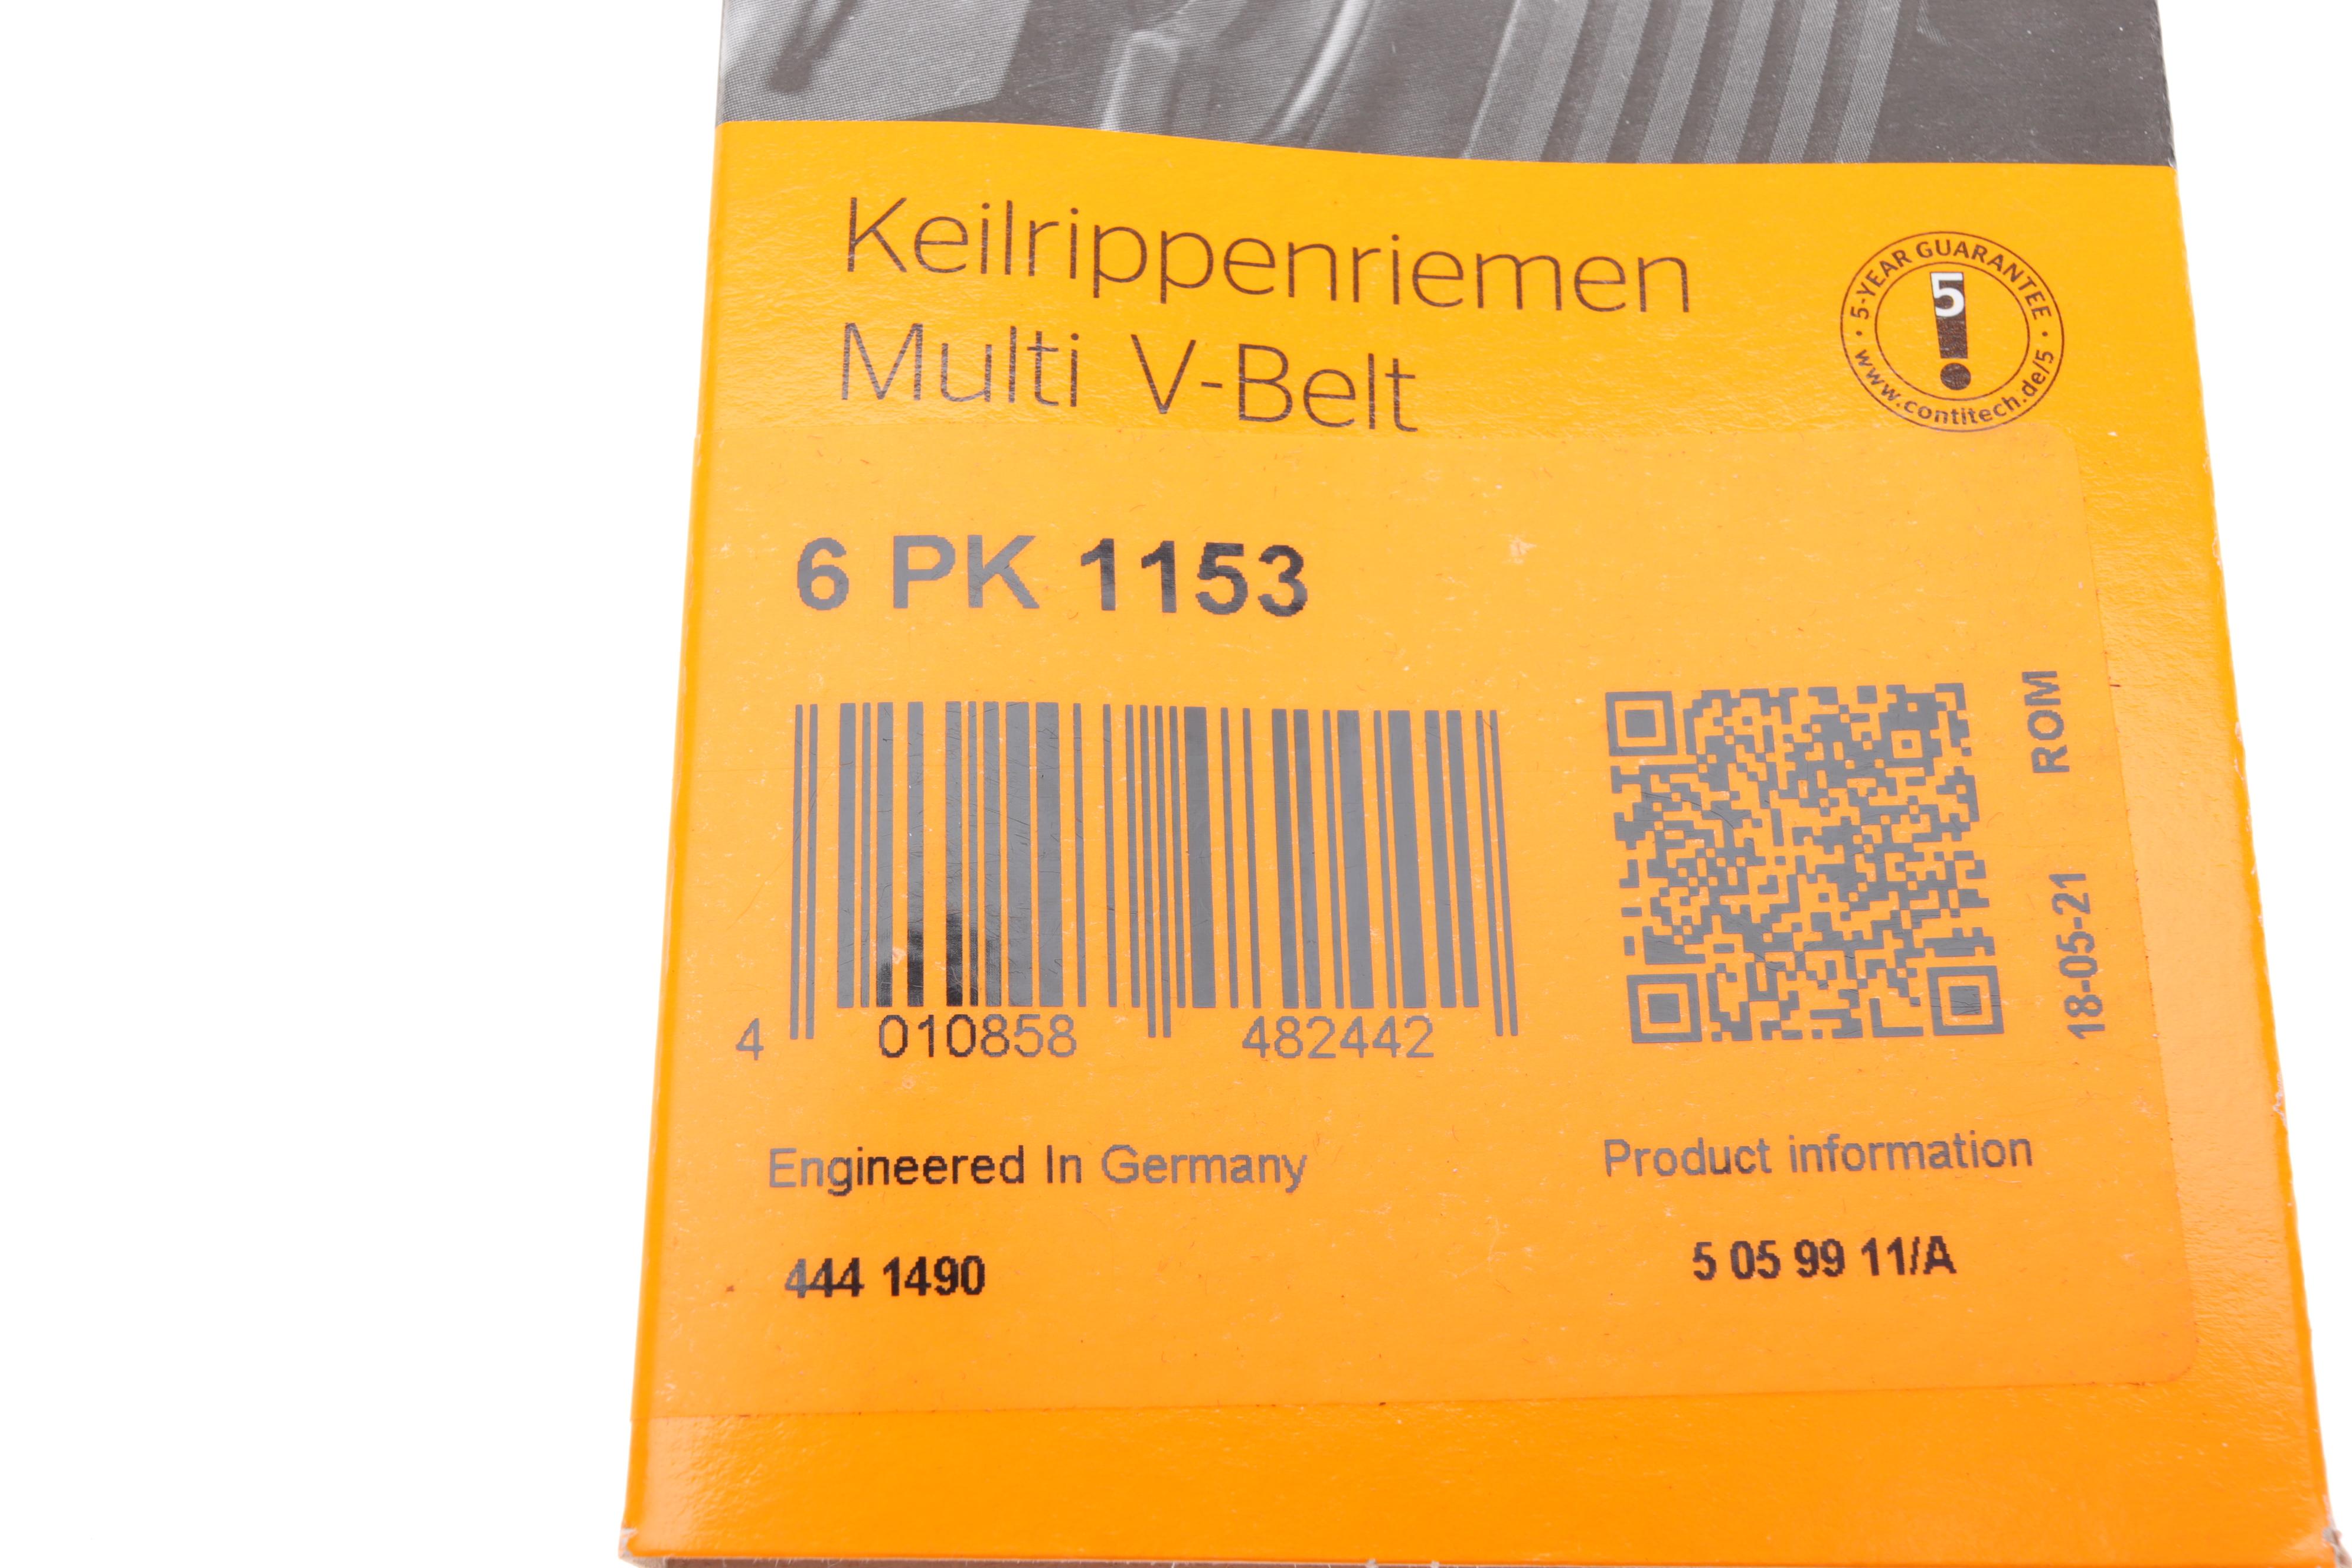 Keilrippenriemen
Multi V-Belt
· 5-YEAR GUARANTEE ·
5
www.contitech.de/5
6 PK 1153
ROM
18-05-21
4 010858 482442
Engineered In Germany
Product information
444 1490
5 05 99 11/A